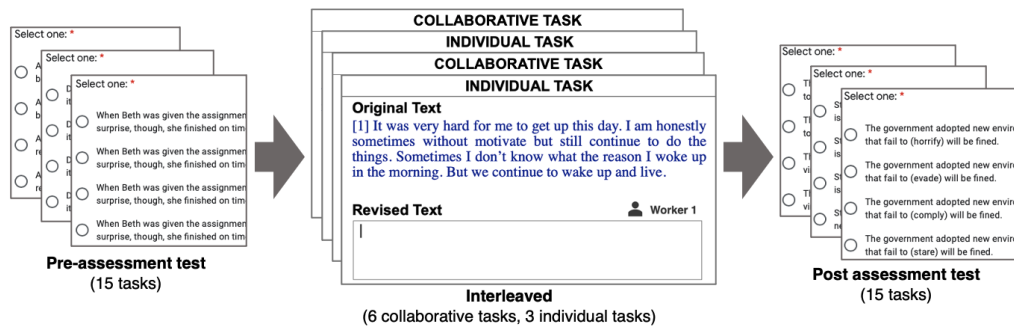 Select one: *
Select one: *
Select one: *
When Beth was given the assignmen
surprise, though, she finished on tim
When Beth was given the assignmen
surprise, though, she finished on tim
When Beth was given the assignmen
surprise, though, she finished on tim
When Beth was given the assignmen
surprise, though, she finished on tim
Pre-assessment test
(15 tasks)
COLLABORATIVE TASK
INDIVIDUAL TASK
COLLABORATIVE TASK
INDIVIDUAL TASK
Original Text
[1] It was very hard for me to get up this day. I am honestly
sometimes without motivate but still continue to do the
things. Sometimes I don't know what the reason I woke up
in the morning. But we continue to wake up and live.
Revised Text
Worker 1
Interleaved
(6 collaborative tasks, 3 individual tasks)
Select one: *
Select one: *
Select one: *
The government adopted new enviro
that fail to (horrify) will be fined.
The government adopted new enviro
that fail to (evade) will be fined.
The government adopted new enviro
that fail to (comply) will be fined.
The government adopted new enviro
that fail to (stare) will be fined.
Post assessment test
(15 tasks)